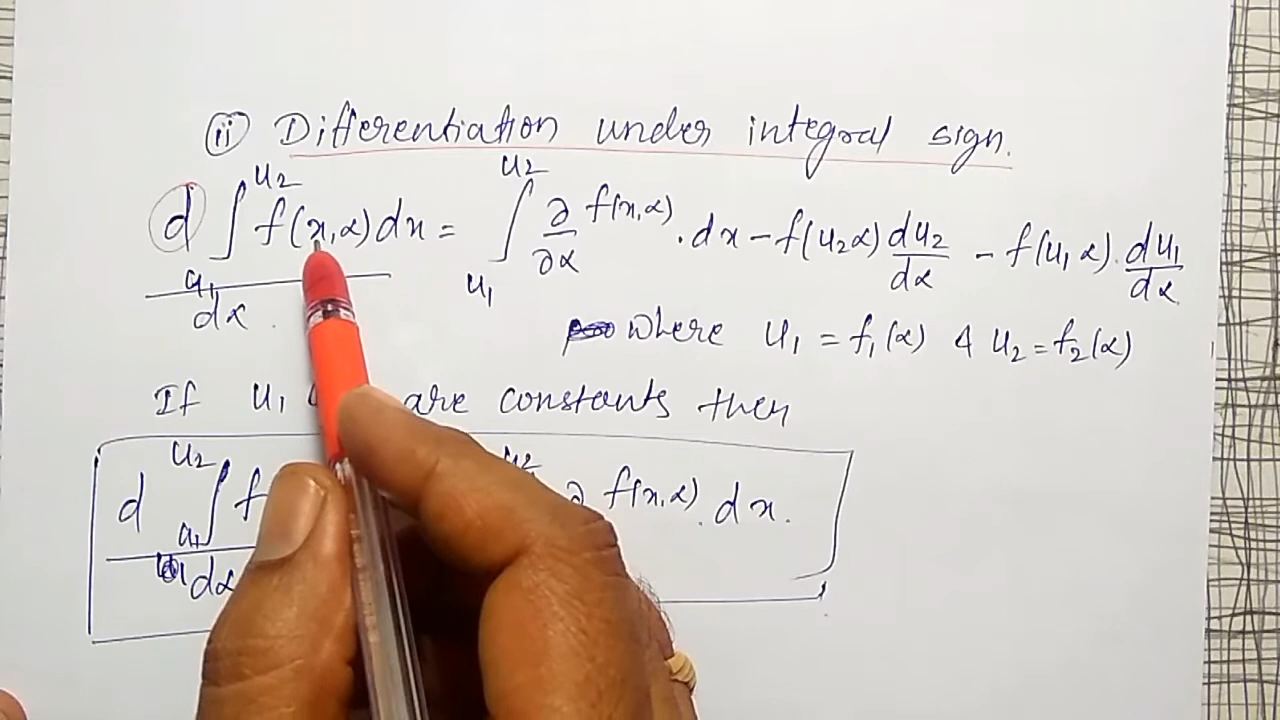 (ii) Differentiation under integral sign.
d ∫_{u1}^{u2} f(x,α) dx / dα = ∫_{u1}^{u2} ∂/∂α f(x,α) . dx − f(u2α) du2/dα − f(u1 α) . du1/dα
where u1 = f1(α) & u2 = f2(α)
If u1 are constants then
d ∫_{u1}^{u2} f / dα u2 ∂ f(x,α) . dx .